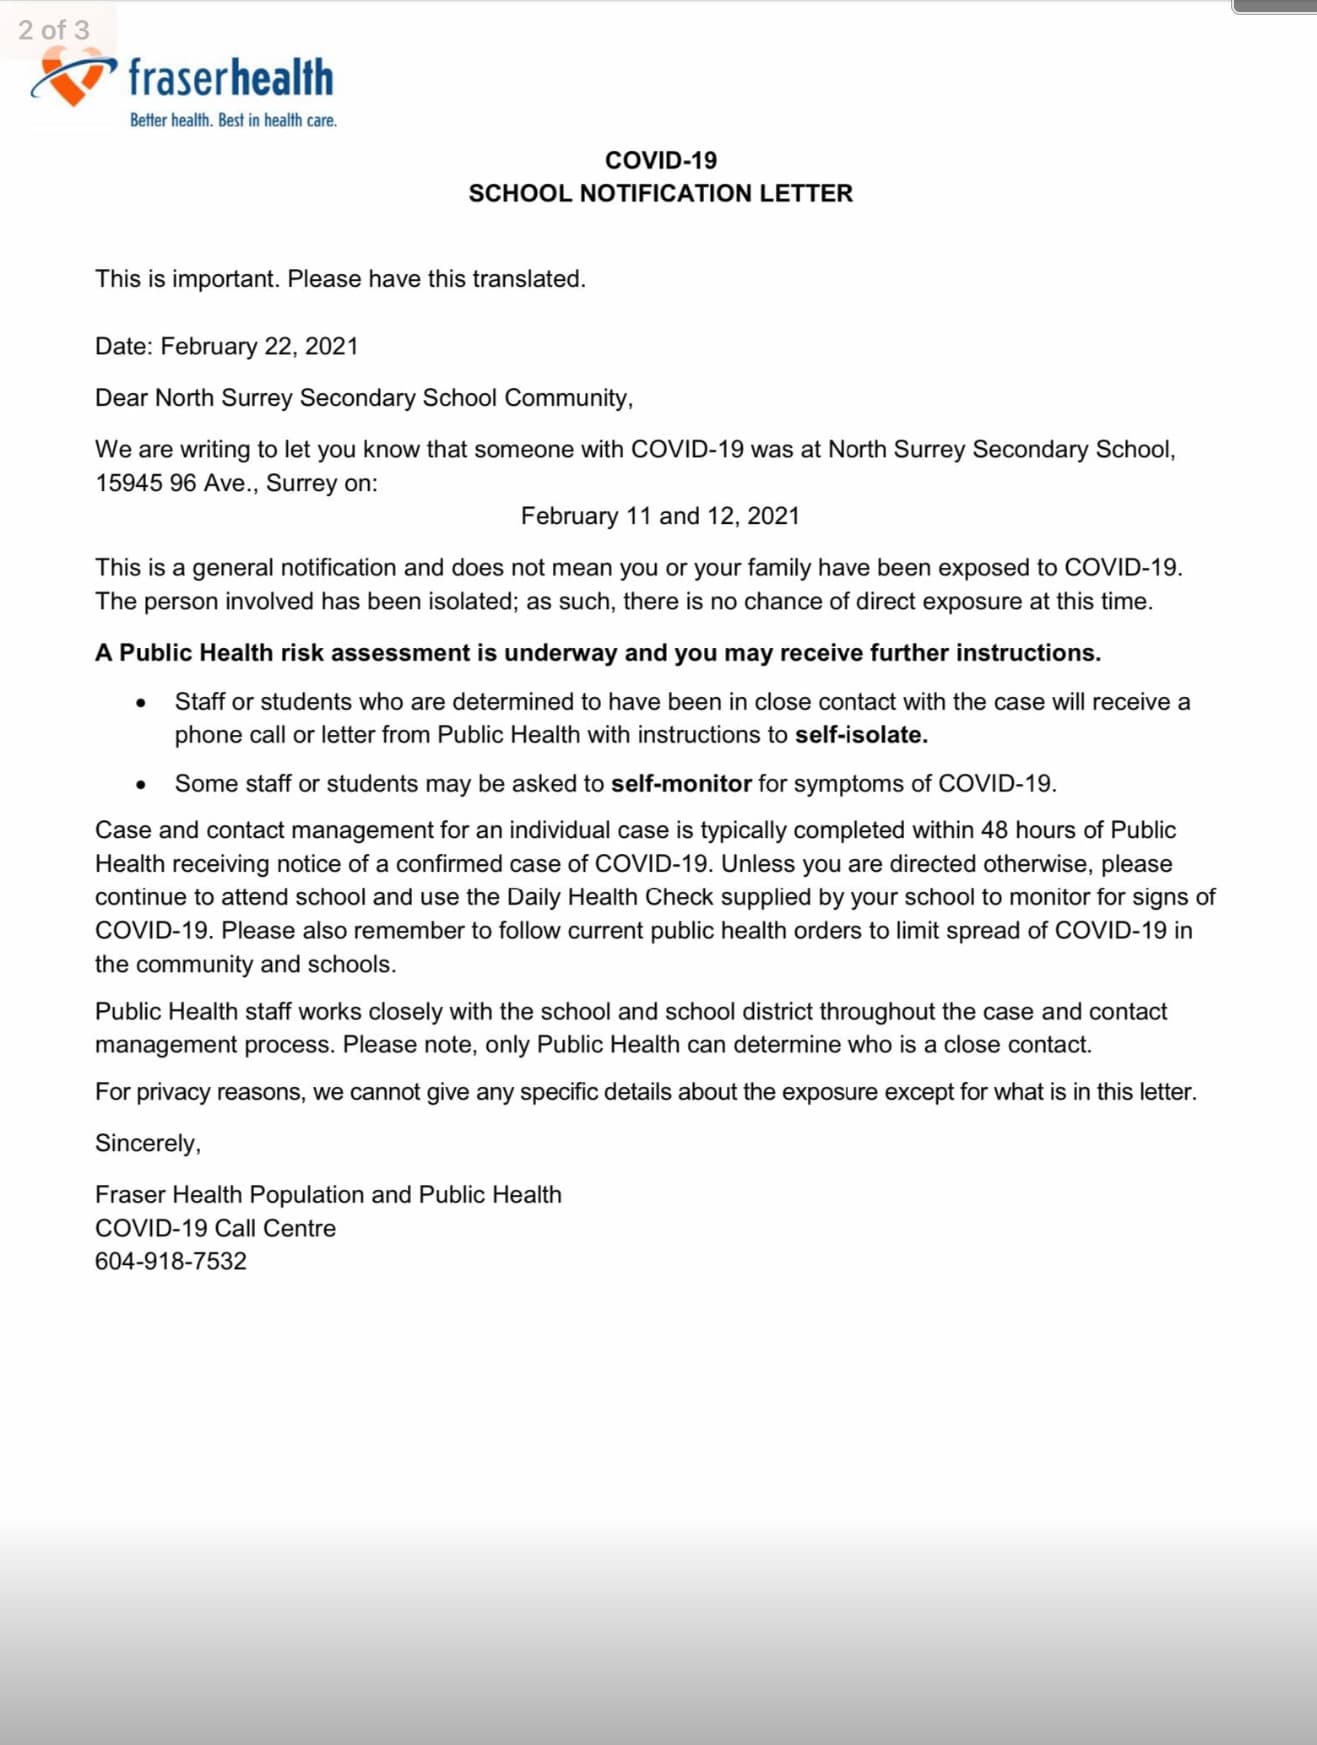 2 of 3
fraserhealth
Better health. Best in health care.
COVID-19
SCHOOL NOTIFICATION LETTER
This is important. Please have this translated.
Date: February 22, 2021
Dear North Surrey Secondary School Community,
We are writing to let you know that someone with COVID-19 was at North Surrey Secondary School,
15945 96 Ave., Surrey on:
February 11 and 12, 2021
This is a general notification and does not mean you or your family have been exposed to COVID-19.
The person involved has been isolated; as such, there is no chance of direct exposure at this time.
A Public Health risk assessment is underway and you may receive further instructions.
• Staff or students who are determined to have been in close contact with the case will receive a
phone call or letter from Public Health with instructions to self-isolate.
• Some staff or students may be asked to self-monitor for symptoms of COVID-19.
Case and contact management for an individual case is typically completed within 48 hours of Public
Health receiving notice of a confirmed case of COVID-19. Unless you are directed otherwise, please
continue to attend school and use the Daily Health Check supplied by your school to monitor for signs of
COVID-19. Please also remember to follow current public health orders to limit spread of COVID-19 in
the community and schools.
Public Health staff works closely with the school and school district throughout the case and contact
management process. Please note, only Public Health can determine who is a close contact.
For privacy reasons, we cannot give any specific details about the exposure except for what is in this letter.
Sincerely,
Fraser Health Population and Public Health
COVID-19 Call Centre
604-918-7532